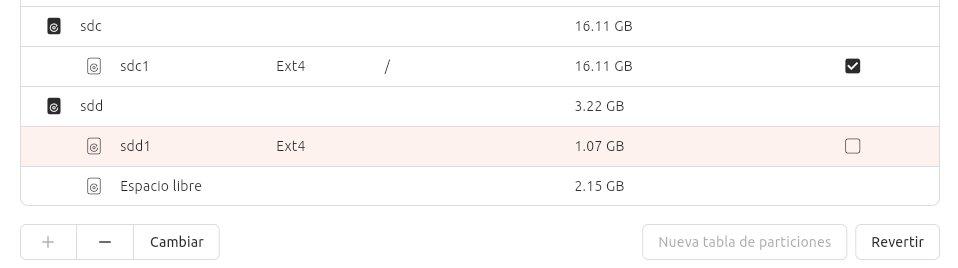 sdc 16.11 GB
sdc1 Ext4 / 16.11 GB
sdd 3.22 GB
sdd1 Ext4 1.07 GB
Espacio libre 2.15 GB
+ − Cambiar Nueva tabla de particiones Revertir